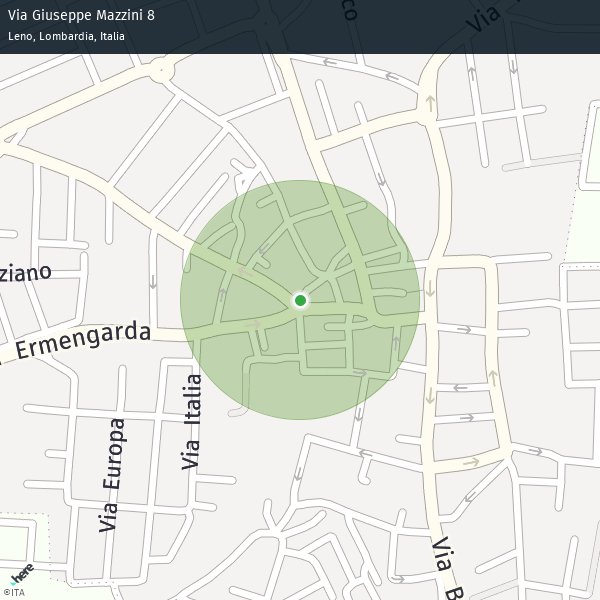 Via Giuseppe Mazzini 8
Leno, Lombardia, Italia
co
Via
ziano
Ermengarda
Via Italia
Via Europa
Via B
here
©ITA